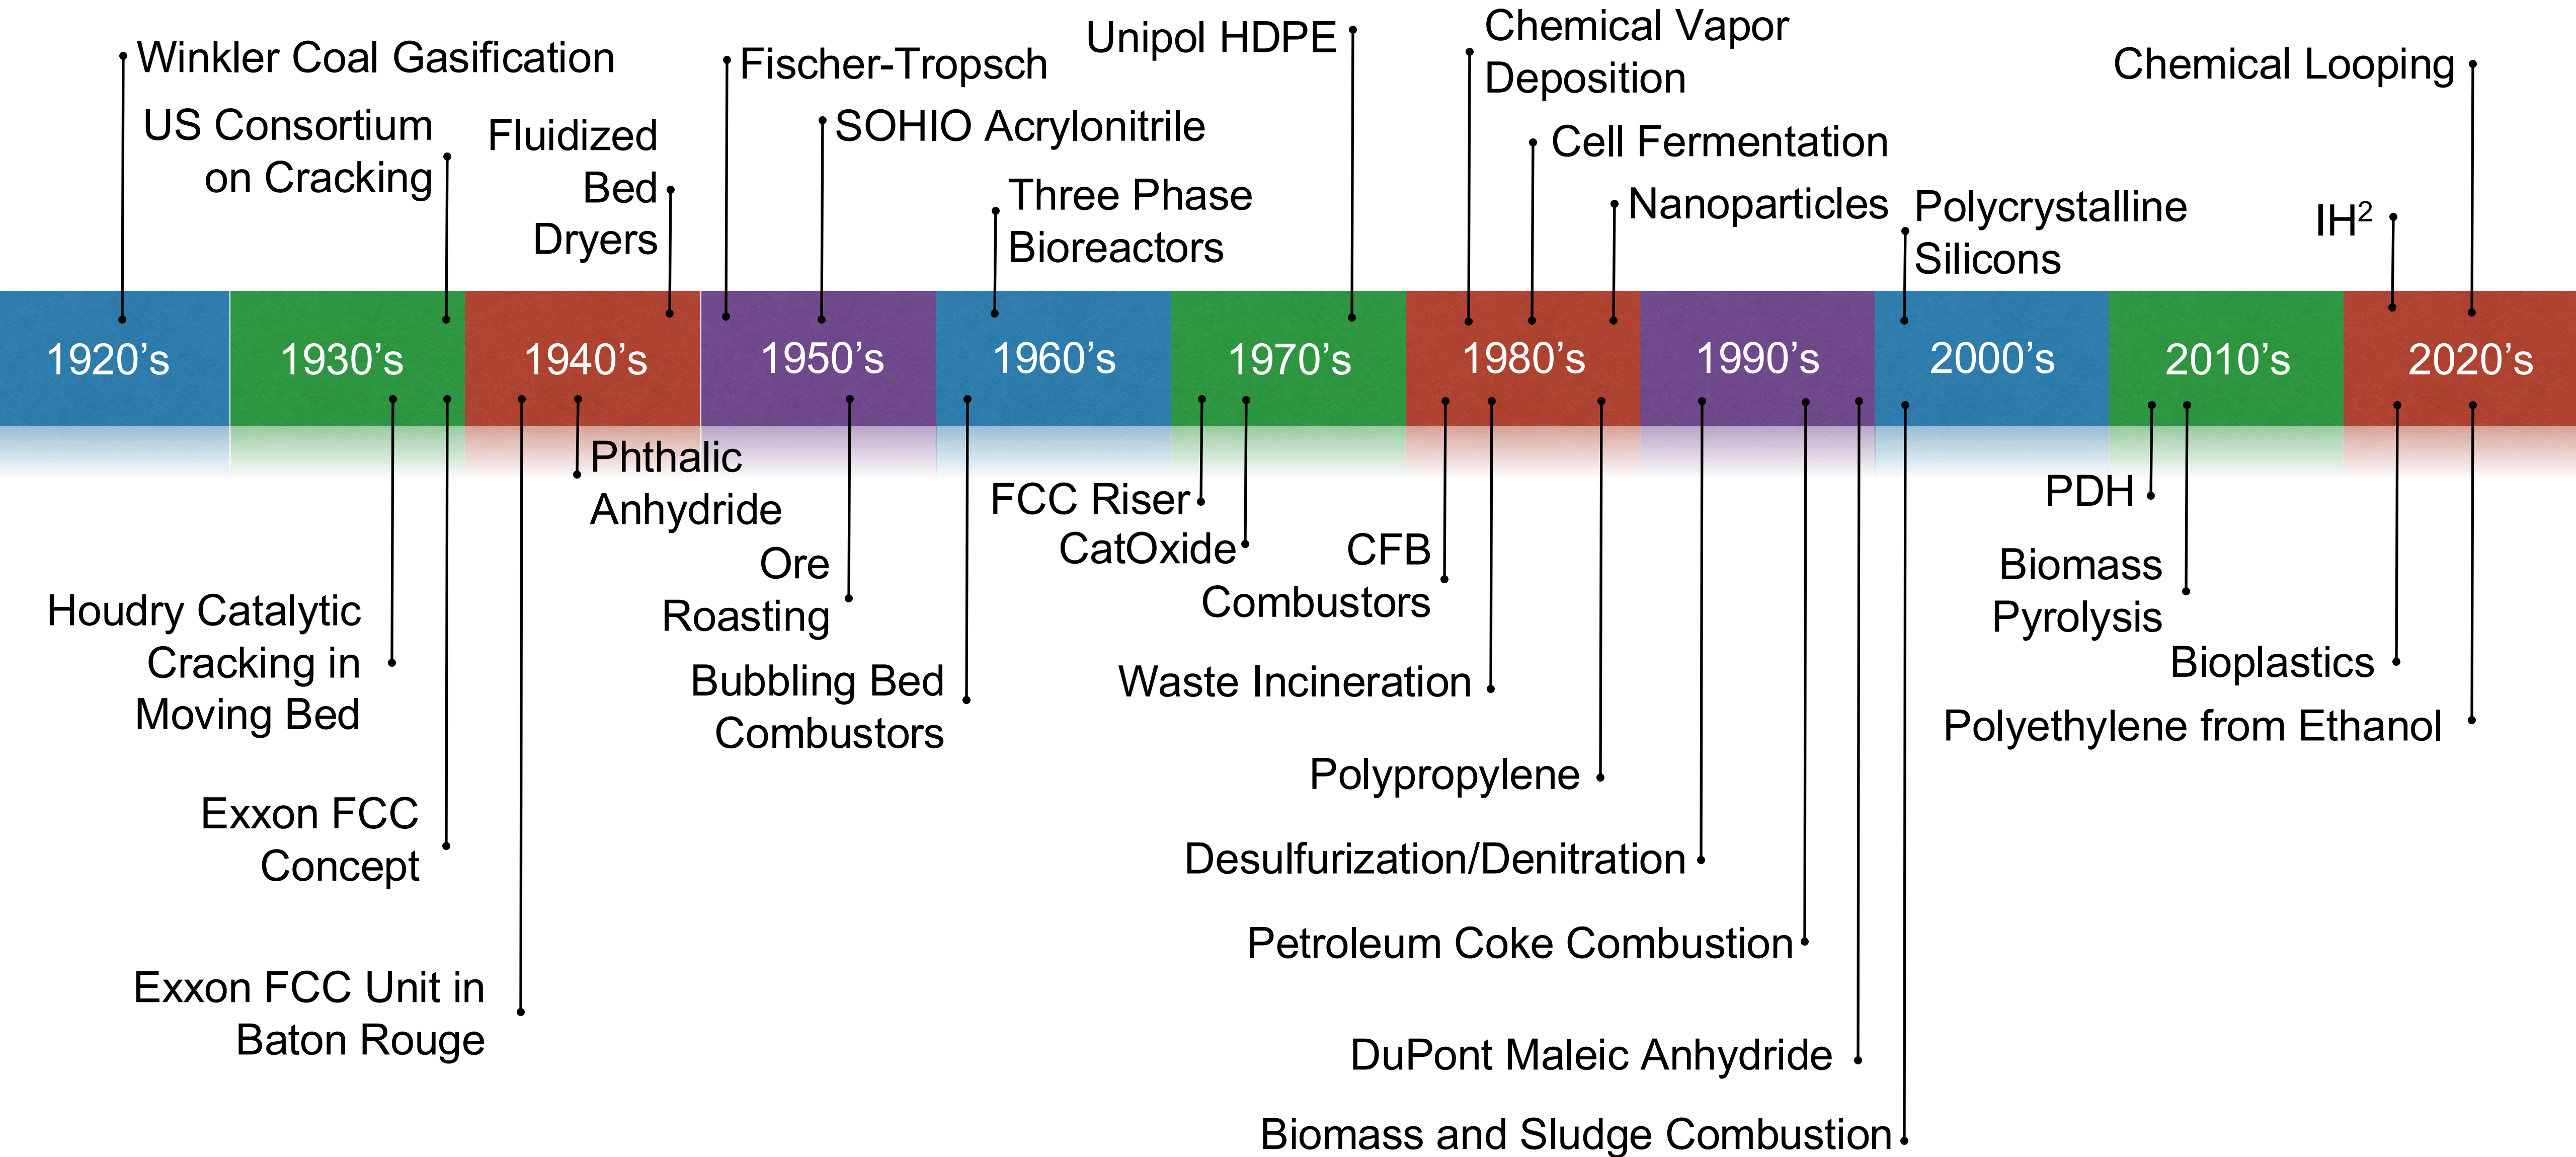 Winkler Coal Gasification
US Consortium
on Cracking
Fluidized
Bed
Dryers
Fischer-Tropsch
SOHIO Acrylonitrile
Three Phase
Bioreactors
Unipol HDPE
Chemical Vapor
Deposition
Cell Fermentation
Nanoparticles
Polycrystalline
Silicons
IH²
Chemical Looping
1920’s
1930’s
1940’s
1950’s
1960’s
1970’s
1980’s
1990’s
2000’s
2010’s
2020’s
Houdry Catalytic
Cracking in
Moving Bed
Exxon FCC
Concept
Exxon FCC Unit in
Baton Rouge
Phthalic
Anhydride
Ore
Roasting
Bubbling Bed
Combustors
FCC Riser
CatOxide
CFB
Combustors
Waste Incineration
Polypropylene
Desulfurization/Denitration
Petroleum Coke Combustion
DuPont Maleic Anhydride
Biomass and Sludge Combustion
PDH
Biomass
Pyrolysis
Bioplastics
Polyethylene from Ethanol